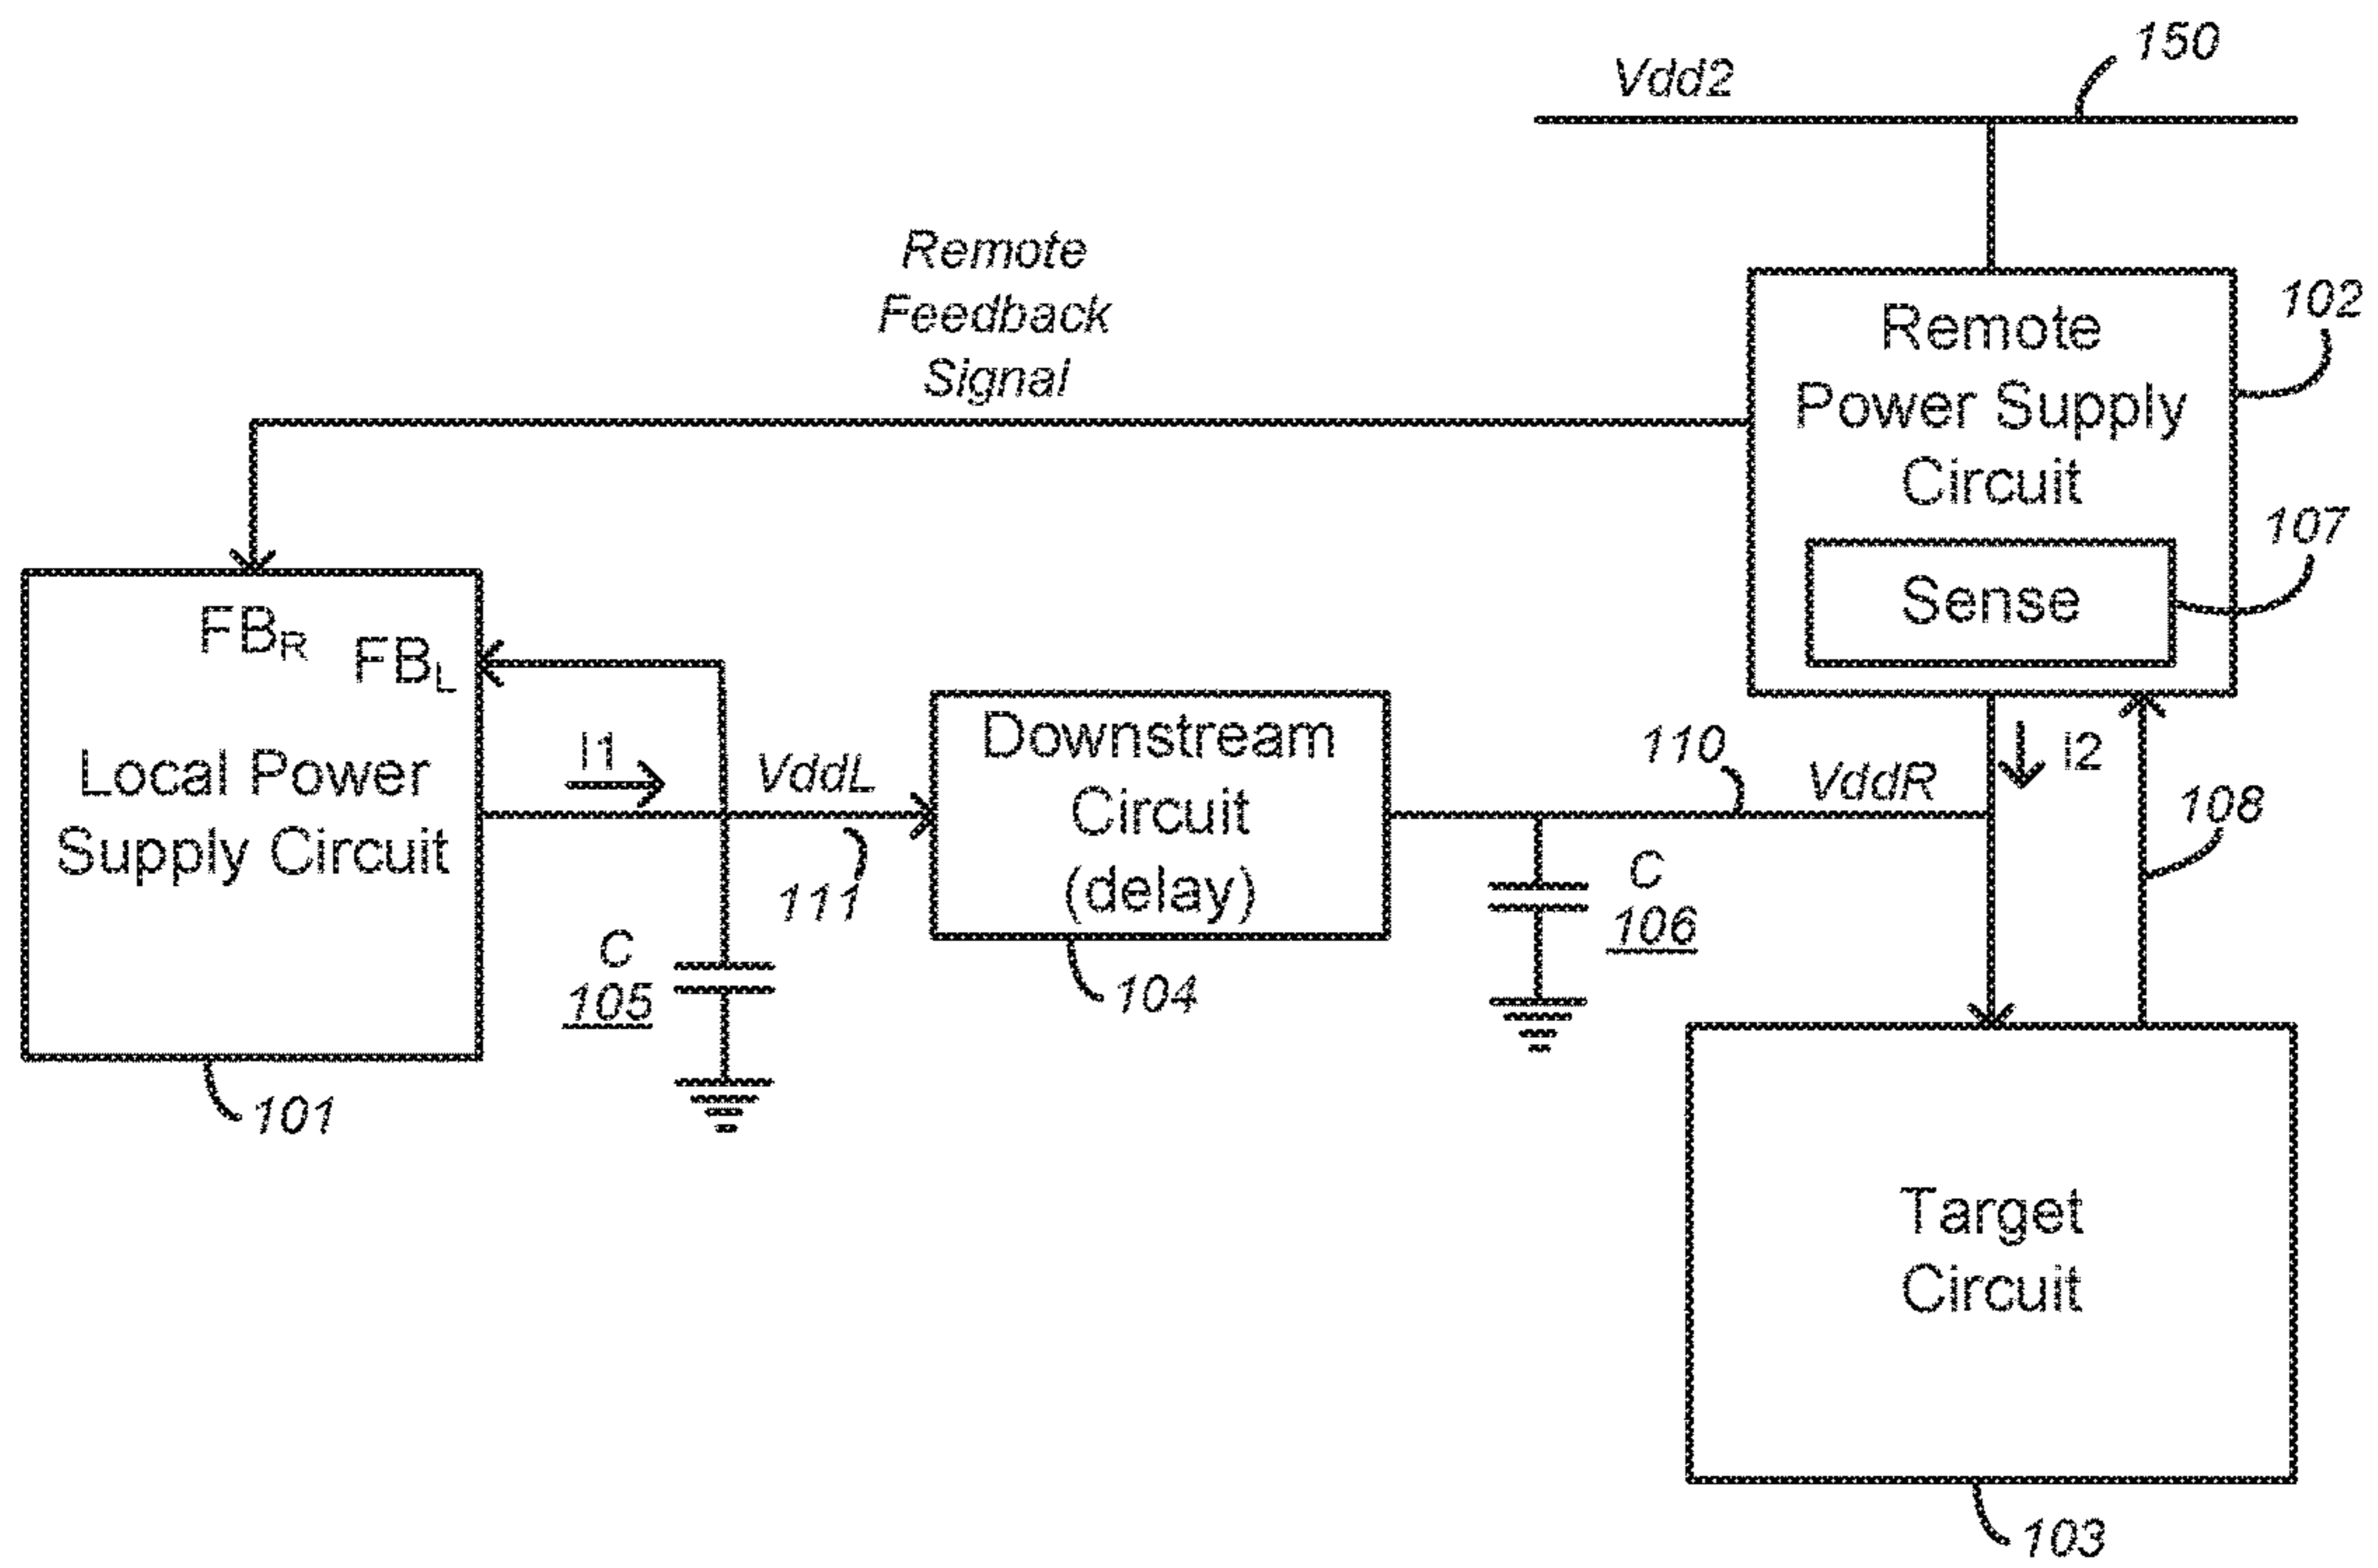 150
Vdd2
Remote
Feedback
Signal
Remote
Power Supply
Circuit
102
107
Sense
FBR
FBL
I1
VddL
Local Power
Supply Circuit
Downstream
Circuit
(delay)
110
VddR
i2
108
111
C
106
C
105
104
101
Target
Circuit
103